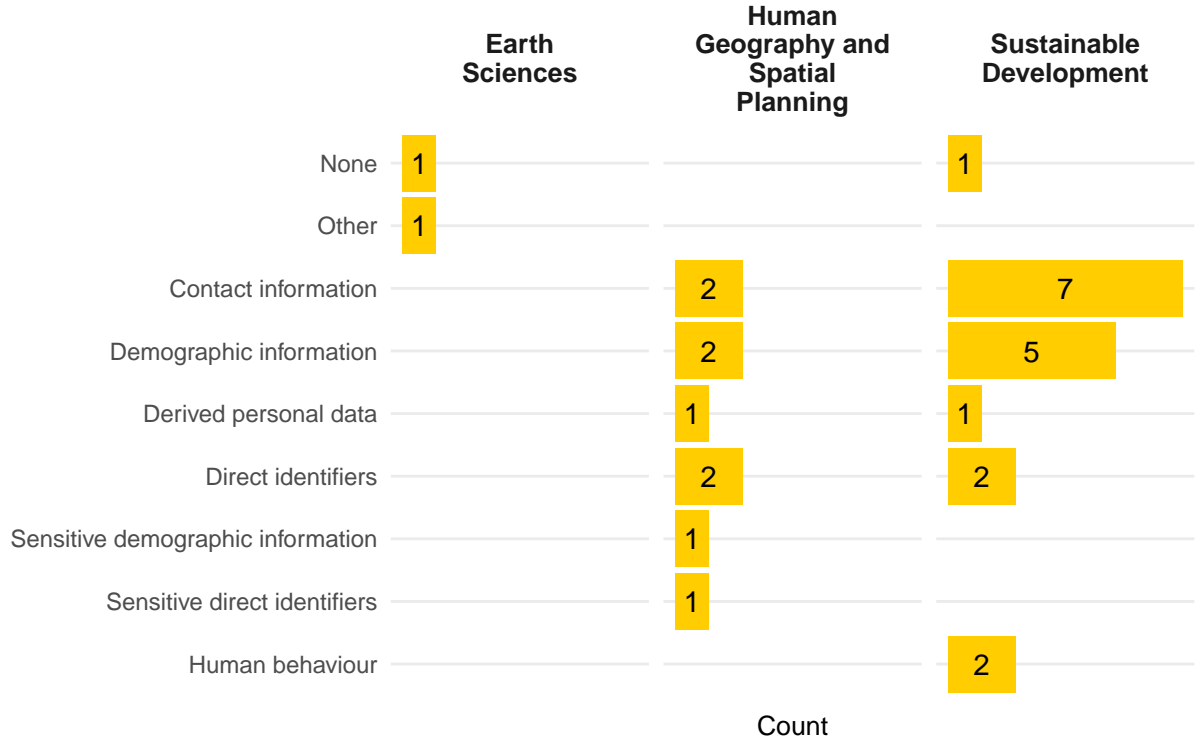 Earth
Sciences
Human
Geography and
Spatial
Planning
Sustainable
Development
None 1 1
Other 1
Contact information 2 7
Demographic information 2 5
Derived personal data 1 1
Direct identifiers 2 2
Sensitive demographic information 1
Sensitive direct identifiers 1
Human behaviour 2
Count